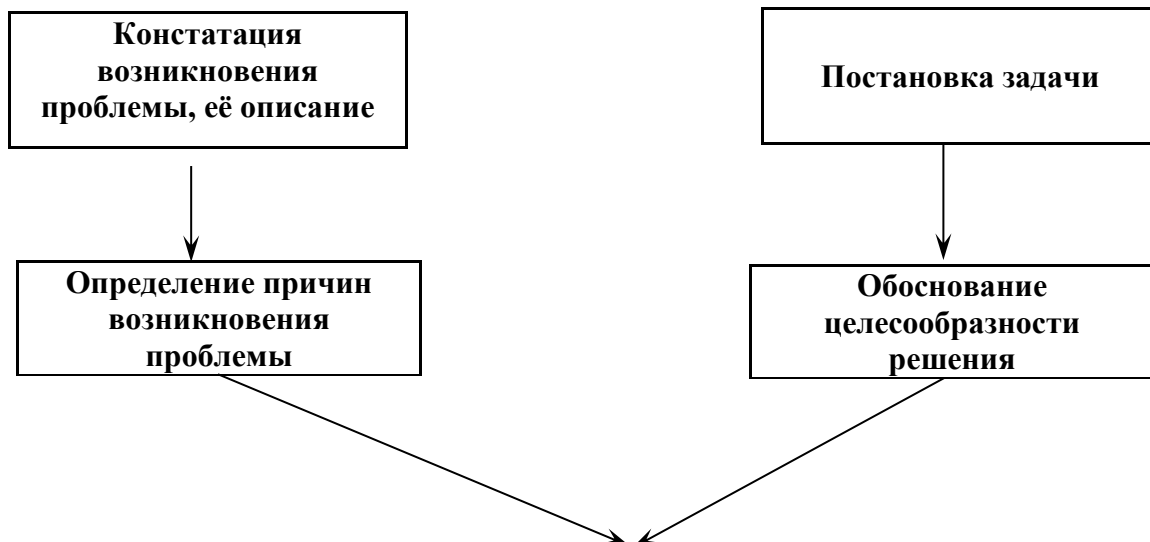 Констатация
возникновения
проблемы, её описание
Постановка задачи
Определение причин
возникновения
проблемы
Обоснование
целесообразности
решения